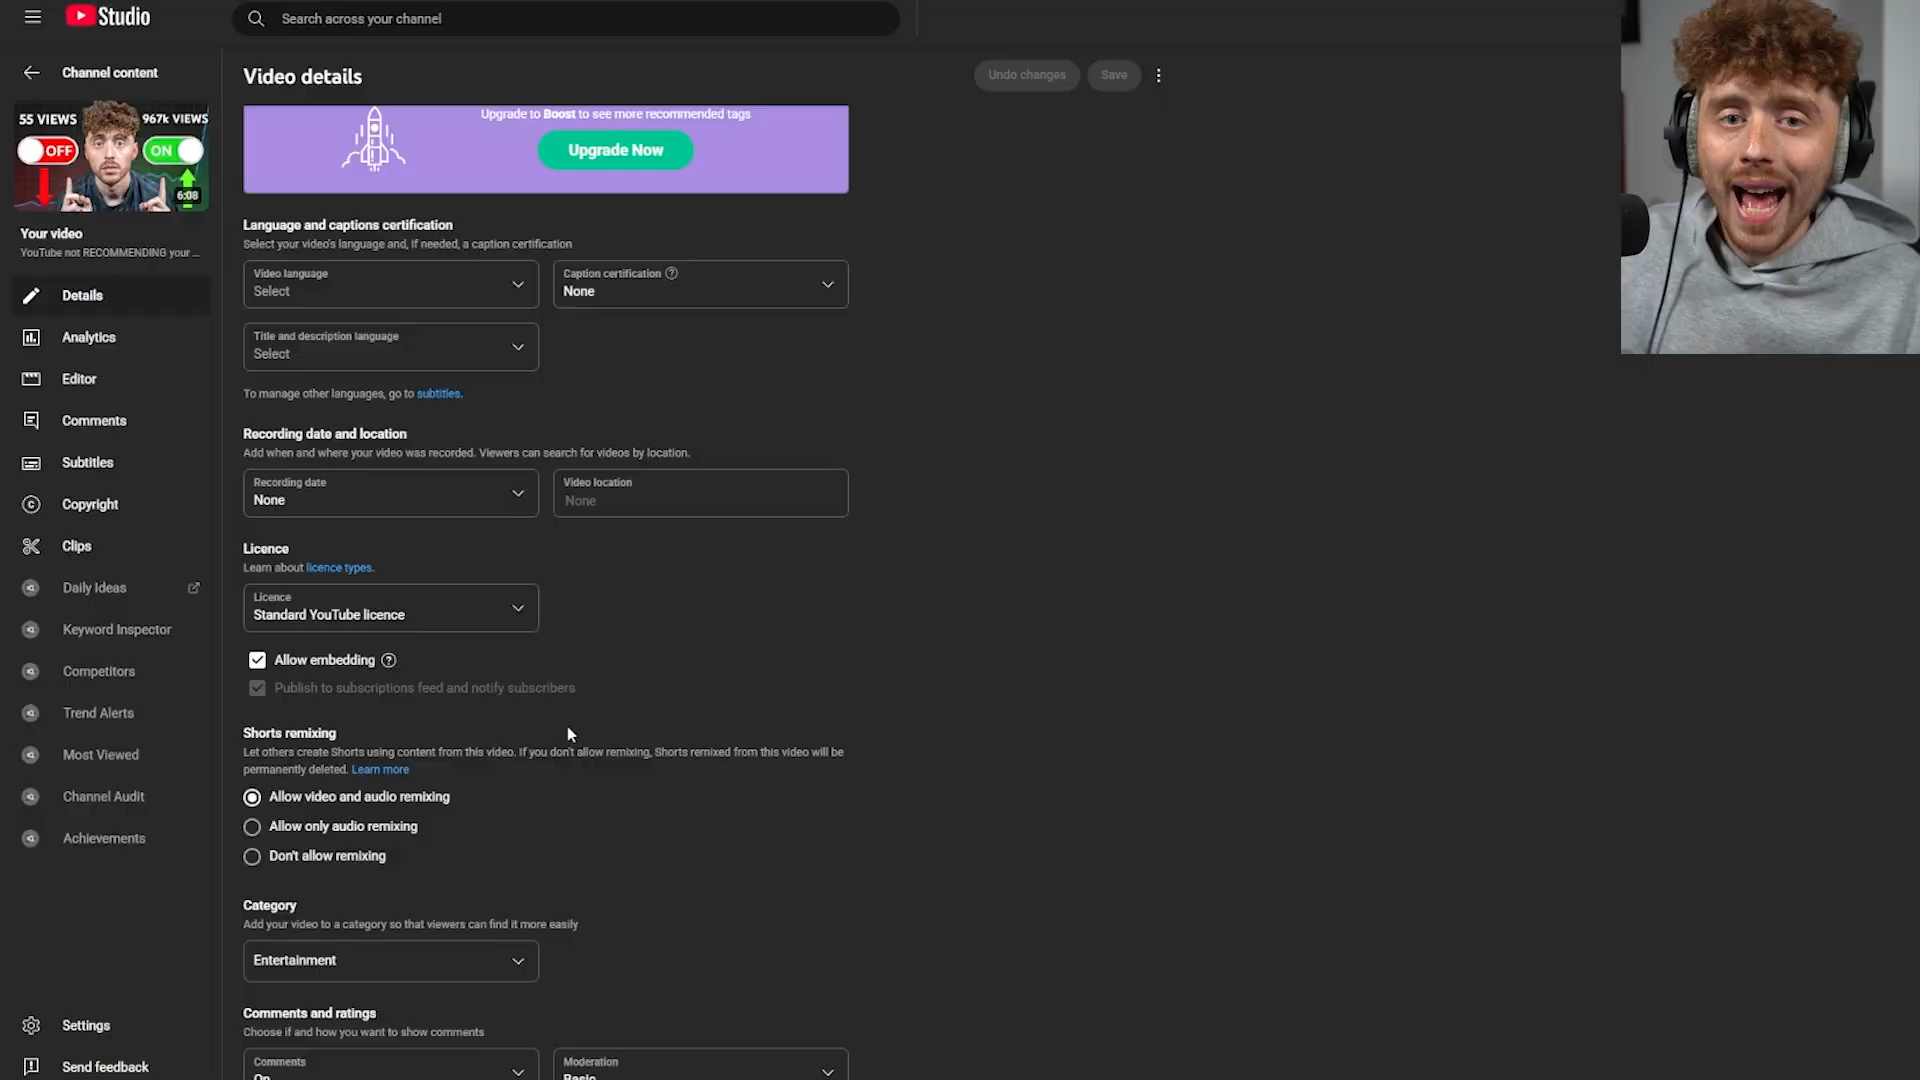 Studio
Search across your channel
Channel content
55 VIEWS
967k VIEWS
OFF
ON
6:08
Your video
YouTube not RECOMMENDING your ...
Details
Analytics
Editor
Comments
Subtitles
Copyright
Clips
Daily Ideas
Keyword Inspector
Competitors
Trend Alerts
Most Viewed
Channel Audit
Achievements
Settings
Send feedback
Video details
Undo changes
Save
Upgrade to Boost to see more recommended tags
Upgrade Now
Language and captions certification
Select your video's language and, if needed, a caption certification
Video language
Select
Caption certification
None
Title and description language
Select
To manage other languages, go to subtitles.
Recording date and location
Add when and where your video was recorded. Viewers can search for videos by location.
Recording date
None
Video location
None
Licence
Learn about licence types.
Licence
Standard YouTube licence
Allow embedding
Publish to subscriptions feed and notify subscribers
Shorts remixing
Let others create Shorts using content from this video. If you don't allow remixing, Shorts remixed from this video will be
permanently deleted. Learn more
Allow video and audio remixing
Allow only audio remixing
Don't allow remixing
Category
Add your video to a category so that viewers can find it more easily
Entertainment
Comments and ratings
Choose if and how you want to show comments
Comments
On
Moderation
Basic